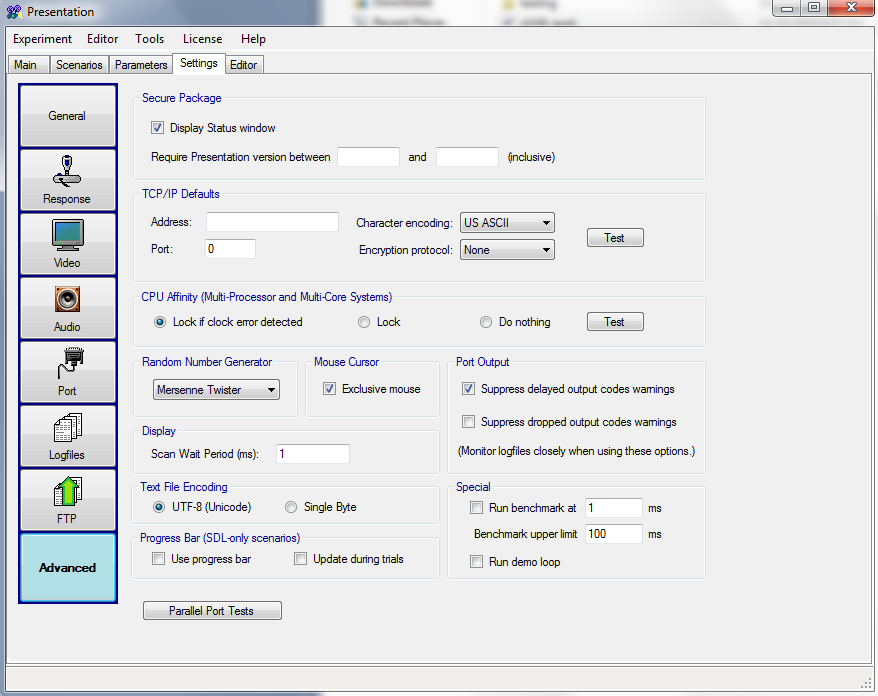 Presentation
Experiment Editor Tools License Help
Main Scenarios Parameters Settings Editor
General
Response
Video
Audio
Port
Logfiles
FTP
Advanced
Secure Package
Display Status window
Require Presentation version between and (inclusive)
TCP/IP Defaults
Address: Character encoding: US ASCII
Port: 0 Encryption protocol: None
Test
CPU Affinity (Multi-Processor and Multi-Core Systems)
Lock if clock error detected Lock Do nothing Test
Random Number Generator
Mersenne Twister
Mouse Cursor
Exclusive mouse
Port Output
Suppress delayed output codes warnings
Suppress dropped output codes warnings
(Monitor logfiles closely when using these options.)
Display
Scan Wait Period (ms): 1
Text File Encoding
UTF-8 (Unicode) Single Byte
Special
Run benchmark at 1 ms
Benchmark upper limit 100 ms
Run demo loop
Progress Bar (SDL-only scenarios)
Use progress bar Update during trials
Parallel Port Tests